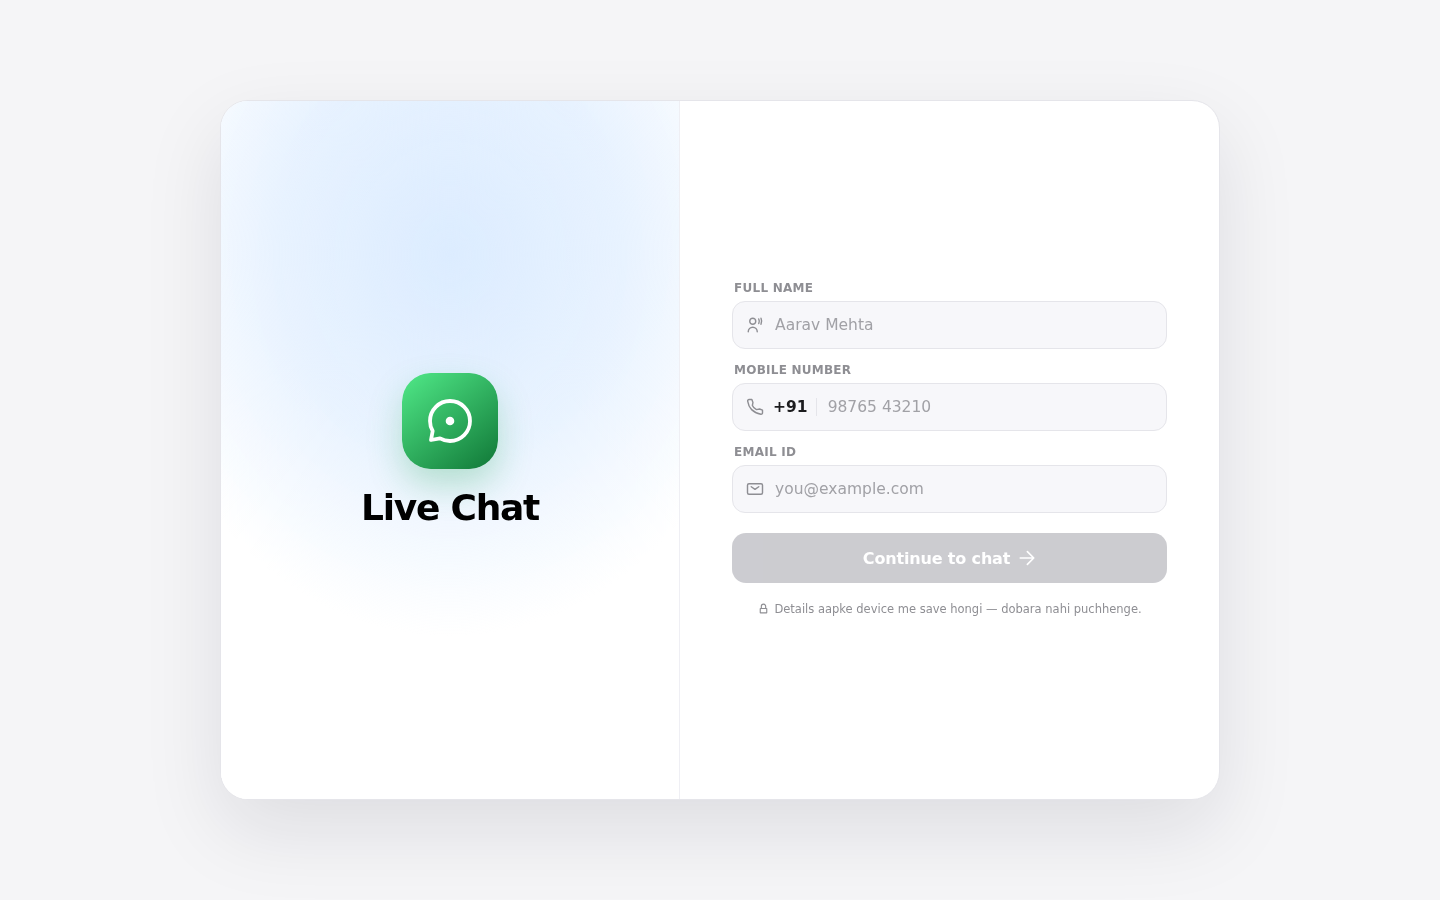 Live Chat
FULL NAME
Aarav Mehta
MOBILE NUMBER
+91 98765 43210
EMAIL ID
you@example.com
Continue to chat
Details aapke device me save hongi — dobara nahi puchhenge.